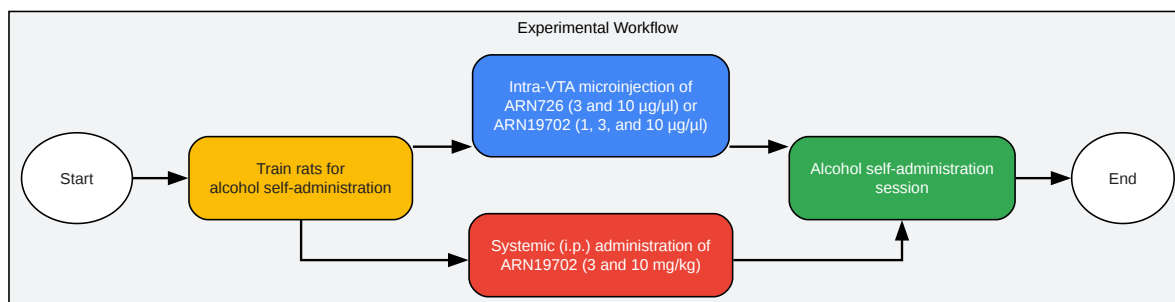 Experimental Workflow
Start
Train rats for
alcohol self-administration
Intra-VTA microinjection of
ARN726 (3 and 10 µg/µl) or
ARN19702 (1, 3, and 10 µg/µl)
Systemic (i.p.) administration of
ARN19702 (3 and 10 mg/kg)
Alcohol self-administration
session
End